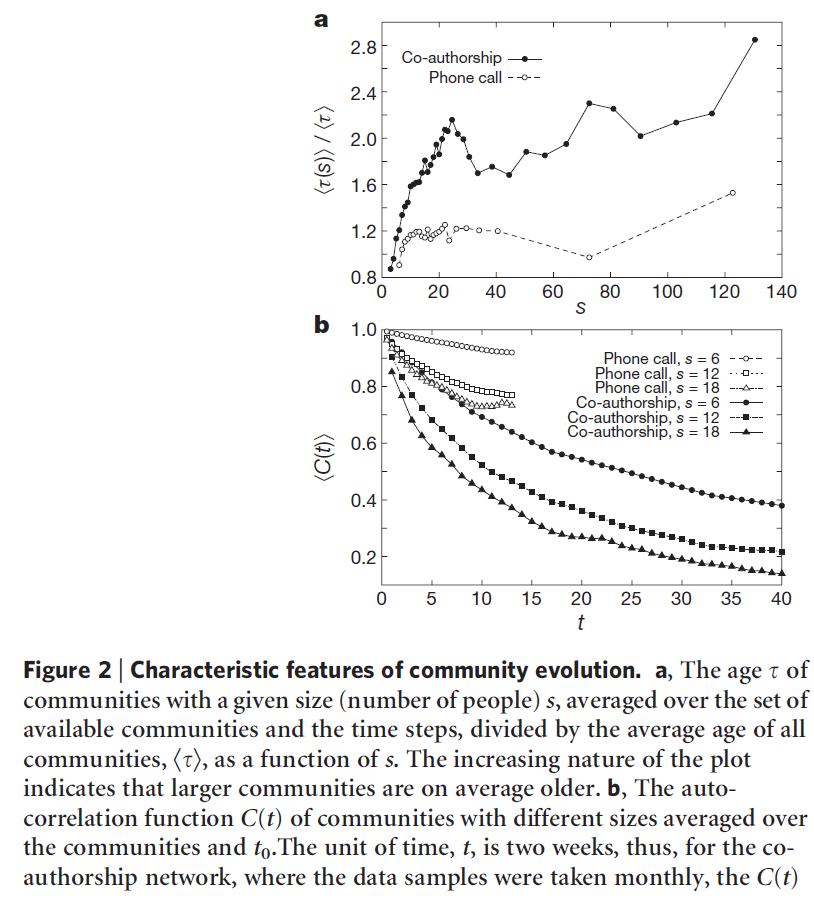 a
2.8
2.4
2.0
1.6
1.2
0.8
⟨τ(s)⟩ / ⟨τ⟩
Co-authorship
Phone call
0 20 40 60 80 100 120 140
s
b
1.0
0.8
0.6
0.4
0.2
⟨C(t)⟩
Phone call, s = 6
Phone call, s = 12
Phone call, s = 18
Co-authorship, s = 6
Co-authorship, s = 12
Co-authorship, s = 18
0 5 10 15 20 25 30 35 40
t
Figure 2 | Characteristic features of community evolution. a, The age τ of
communities with a given size (number of people) s, averaged over the set of
available communities and the time steps, divided by the average age of all
communities, ⟨τ⟩, as a function of s. The increasing nature of the plot
indicates that larger communities are on average older. b, The auto-
correlation function C(t) of communities with different sizes averaged over
the communities and t₀.The unit of time, t, is two weeks, thus, for the co-
authorship network, where the data samples were taken monthly, the C(t)